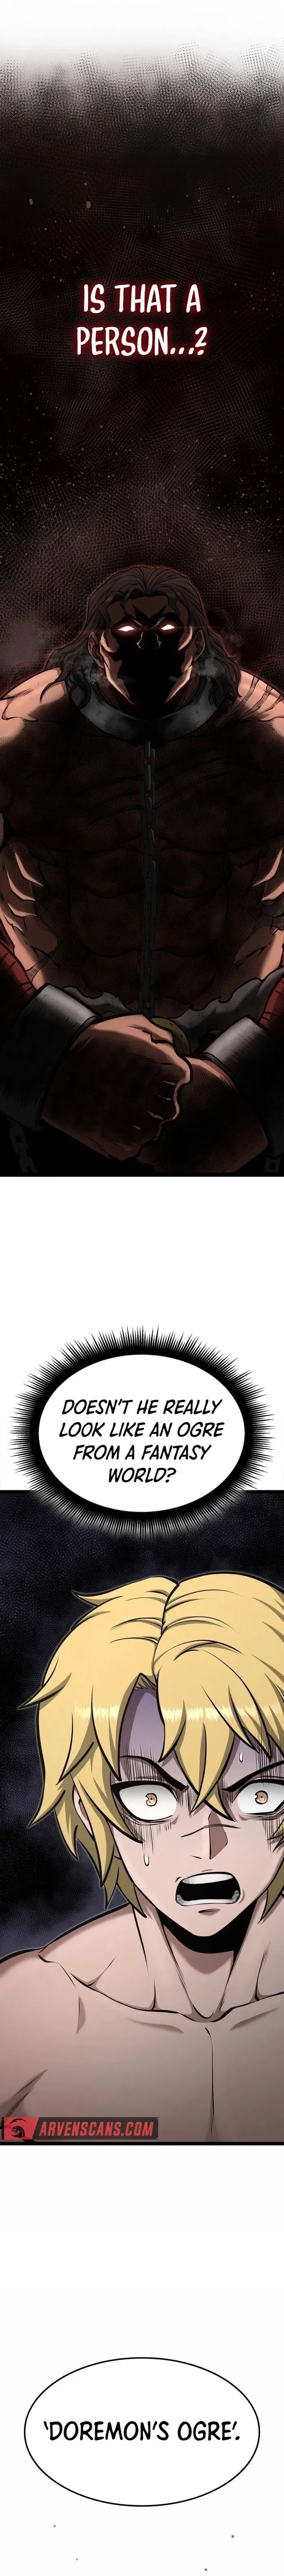 IS THAT A
PERSON...?
DOESN'T HE REALLY
LOOK LIKE AN OGRE
FROM A FANTASY
WORLD?
ARVENSCANS.COM
'DOREMON'S OGRE'.